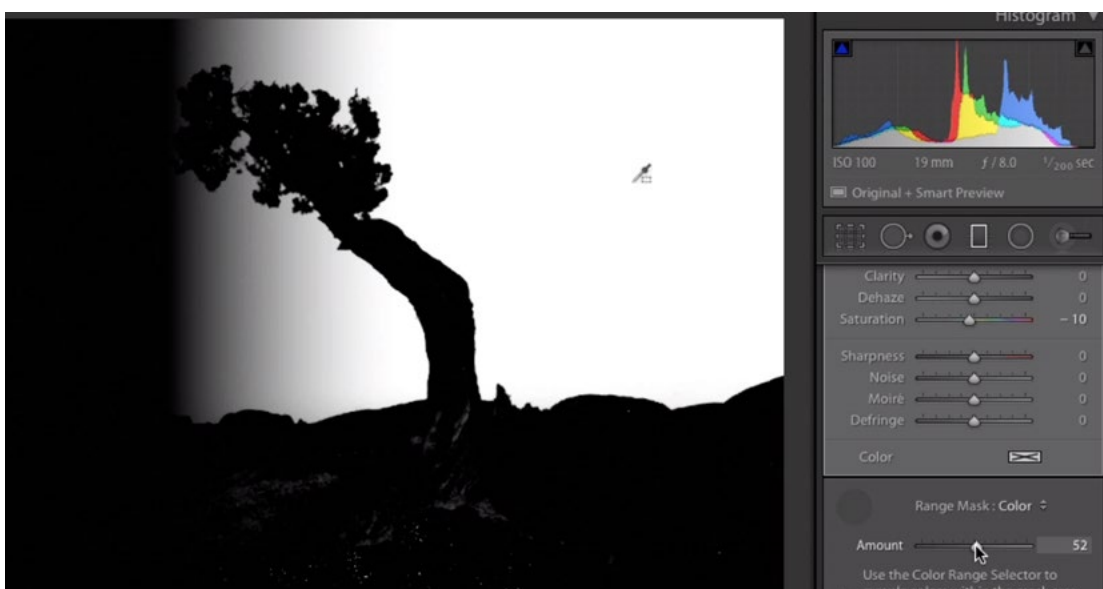 Histogram
ISO 100 19 mm ƒ / 8.0 ¹/₂₀₀ sec
Original + Smart Preview
Clarity 0
Dehaze 0
Saturation – 10
Sharpness 0
Noise 0
Moiré 0
Defringe 0
Color
Range Mask : Color
Amount 52
Use the Color Range Selector to